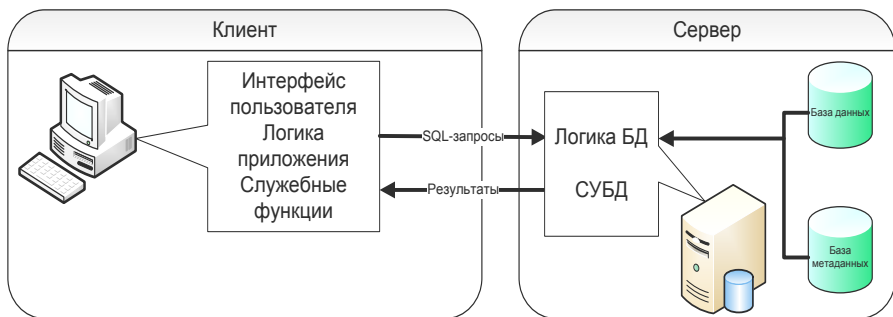 Клиент
Интерфейс
пользователя
Логика
приложения
Служебные
функции
SQL-запросы
Результаты
Сервер
Логика БД
СУБД
База данных
База
метаданных